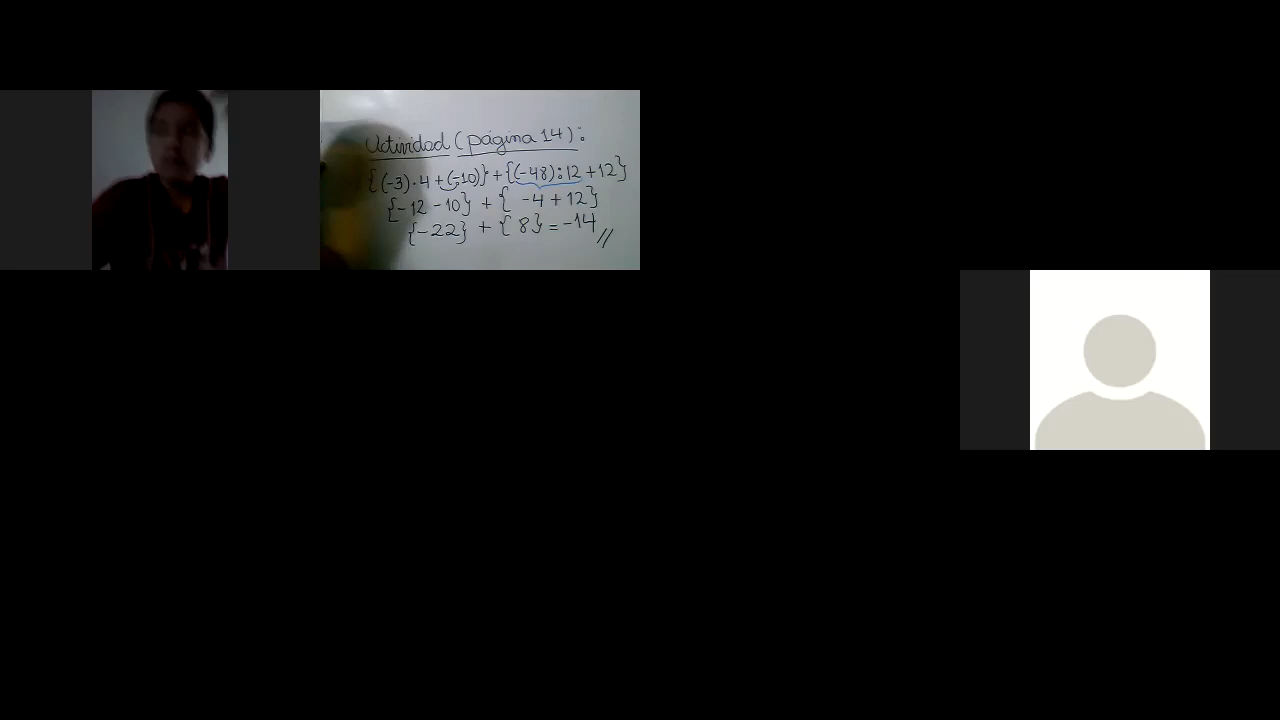 Actividad (página 14):
{(-3)·4+(-10)}+{(-48):12+12}
{-12-10} + { -4+12}
{-22} + { 8} = -14 //